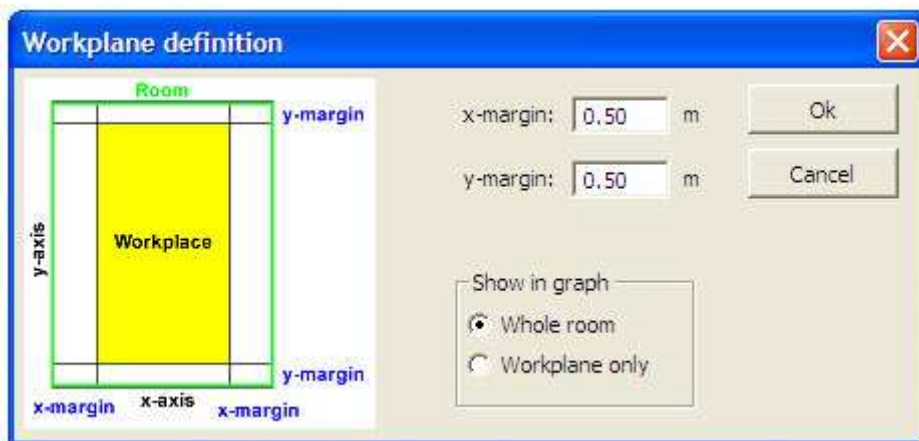 Workplane definition
Room
y-margin
Workplace
y-axis
y-margin
x-margin
x-axis
x-margin
x-margin: 0.50 m
y-margin: 0.50 m
Ok
Cancel
Show in graph
Whole room
Workplane only